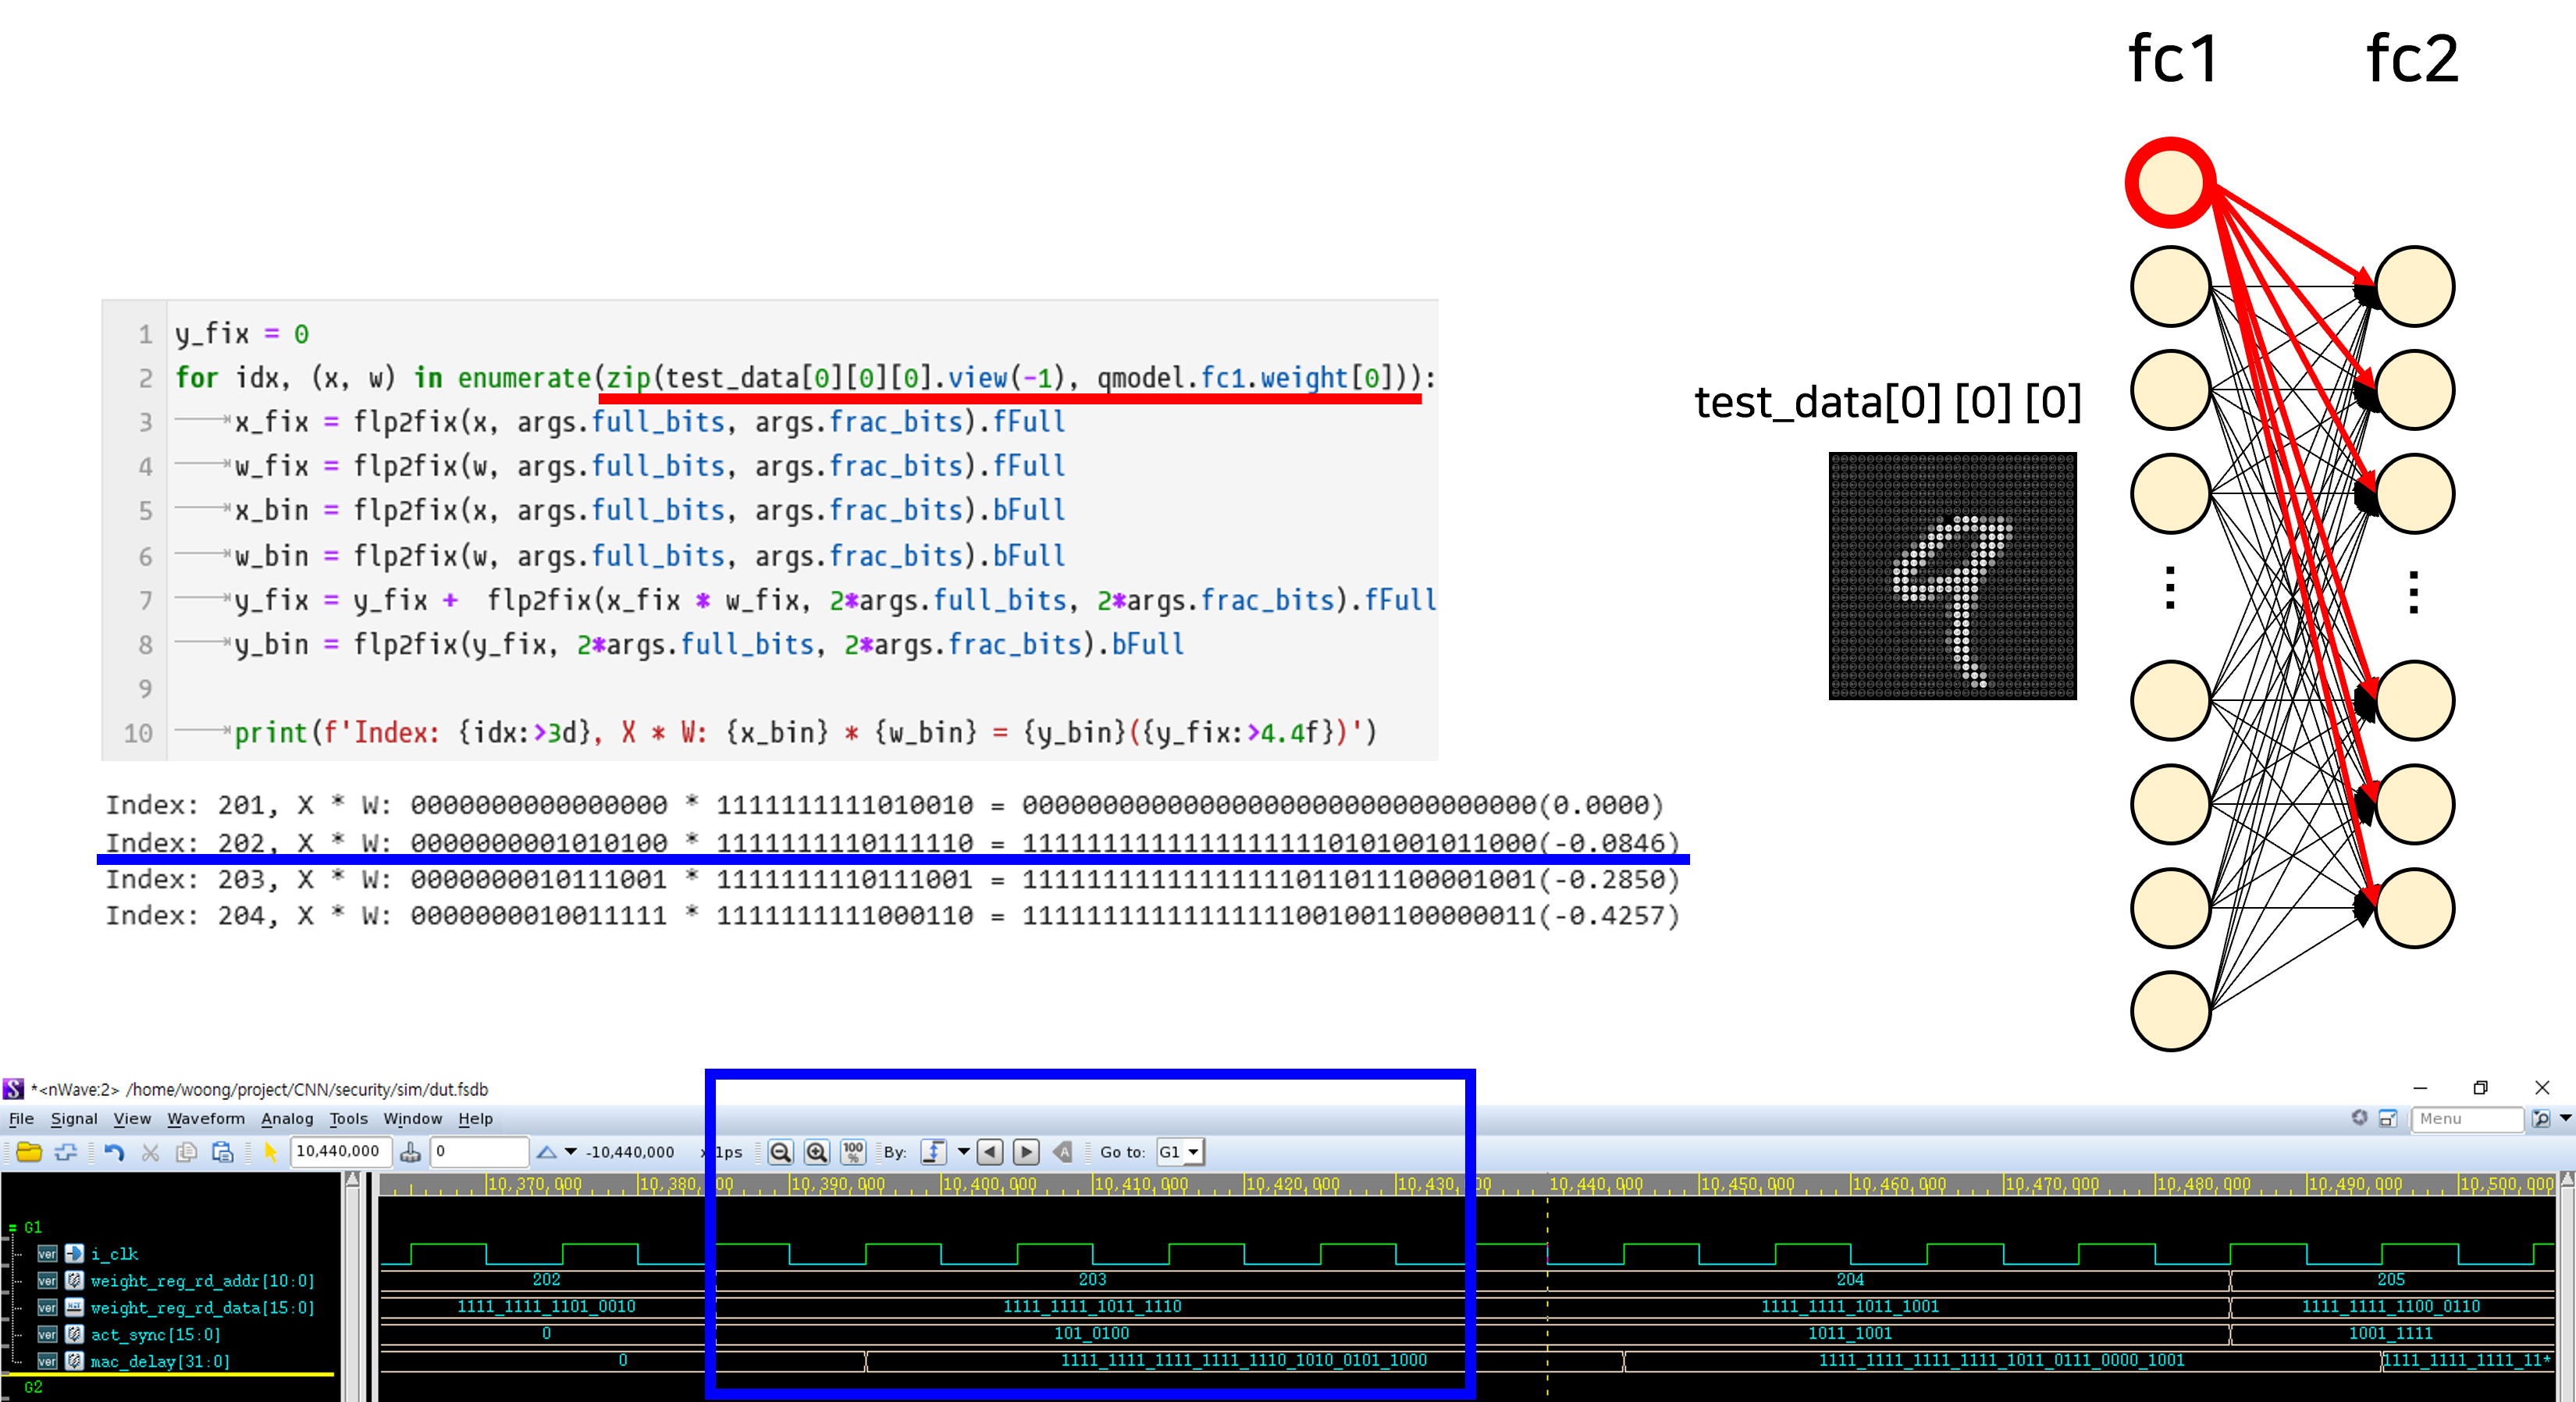 fc1 fc2
1 y_fix = 0
2 for idx, (x, w) in enumerate(zip(test_data[0][0][0].view(-1), qmodel.fc1.weight[0])):
3 x_fix = flp2fix(x, args.full_bits, args.frac_bits).fFull
4 w_fix = flp2fix(w, args.full_bits, args.frac_bits).fFull
5 x_bin = flp2fix(x, args.full_bits, args.frac_bits).bFull
6 w_bin = flp2fix(w, args.full_bits, args.frac_bits).bFull
7 y_fix = y_fix + flp2fix(x_fix * w_fix, 2*args.full_bits, 2*args.frac_bits).fFull
8 y_bin = flp2fix(y_fix, 2*args.full_bits, 2*args.frac_bits).bFull
9
10 print(f'Index: {idx:>3d}, X * W: {x_bin} * {w_bin} = {y_bin}({y_fix:>4.4f})')
test_data[0] [0] [0]
Index: 201, X * W: 0000000000000000 * 1111111111010010 = 00000000000000000000000000000000(0.0000)
Index: 202, X * W: 0000000001010100 * 1111111110111110 = 11111111111111111110101001011000(-0.0846)
Index: 203, X * W: 0000000010111001 * 1111111110111001 = 11111111111111111011011100001001(-0.2850)
Index: 204, X * W: 0000000010011111 * 1111111111000110 = 11111111111111111001001100000011(-0.4257)
*<nWave:2> /home/woong/project/CNN/security/sim/dut.fsdb
File Signal View Waveform Analog Tools Window Help Menu
10,440,000 0 -10,440,000 1ps 100 % By: Go to: G1
10,370,000 10,380, 00 10,390,000 10,400,000 10,410,000 10,420,000 10,430, 00 10,440,000 10,450,000 10,460,000 10,470,000 10,480,000 10,490,000 10,500,000
G1
ver i_clk
ver weight_reg_rd_addr[10:0] 202 203 204 205
ver weight_reg_rd_data[15:0] 1111_1111_1101_0010 1111_1111_1011_1110 1111_1111_1011_1001 1111_1111_1100_0110
ver act_sync[15:0] 0 101_0100 1011_1001 1001_1111
ver mac_delay[31:0] 0 1111_1111_1111_1111_1110_1010_0101_1000 1111_1111_1111_1111_1011_0111_0000_1001 1111_1111_1111_11*
G2